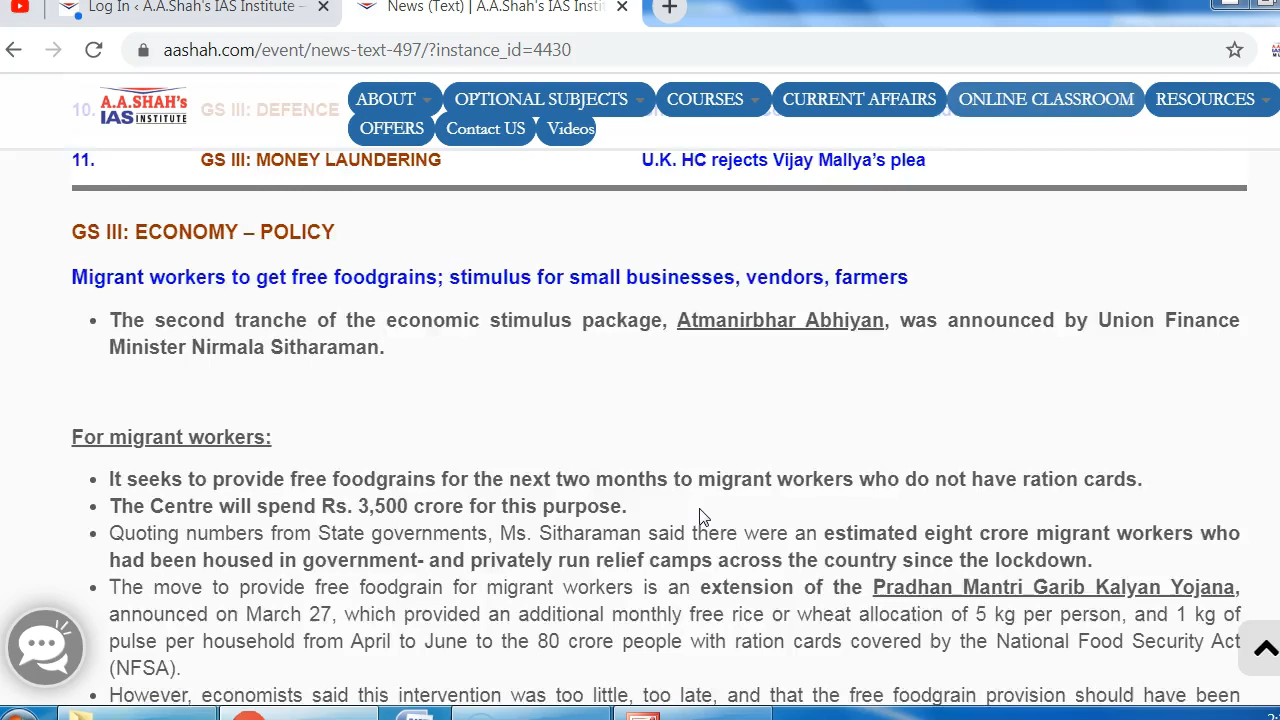 Log In ‹ A.A.Shah's IAS Institute –
News (Text) | A.A.Shah's IAS Insti
aashah.com/event/news-text-497/?instance_id=4430
A.A.SHAH's
IAS INSTITUTE
ABOUT OPTIONAL SUBJECTS COURSES CURRENT AFFAIRS ONLINE CLASSROOM RESOURCES
OFFERS Contact US Videos
10. GS III: DEFENCE
11. GS III: MONEY LAUNDERING U.K. HC rejects Vijay Mallya's plea
GS III: ECONOMY – POLICY
Migrant workers to get free foodgrains; stimulus for small businesses, vendors, farmers
• The second tranche of the economic stimulus package, Atmanirbhar Abhiyan, was announced by Union Finance
Minister Nirmala Sitharaman.
For migrant workers:
• It seeks to provide free foodgrains for the next two months to migrant workers who do not have ration cards.
• The Centre will spend Rs. 3,500 crore for this purpose.
• Quoting numbers from State governments, Ms. Sitharaman said there were an estimated eight crore migrant workers who
had been housed in government- and privately run relief camps across the country since the lockdown.
• The move to provide free foodgrain for migrant workers is an extension of the Pradhan Mantri Garib Kalyan Yojana,
announced on March 27, which provided an additional monthly free rice or wheat allocation of 5 kg per person, and 1 kg of
pulse per household from April to June to the 80 crore people with ration cards covered by the National Food Security Act
(NFSA).
• However, economists said this intervention was too little, too late, and that the free foodgrain provision should have been